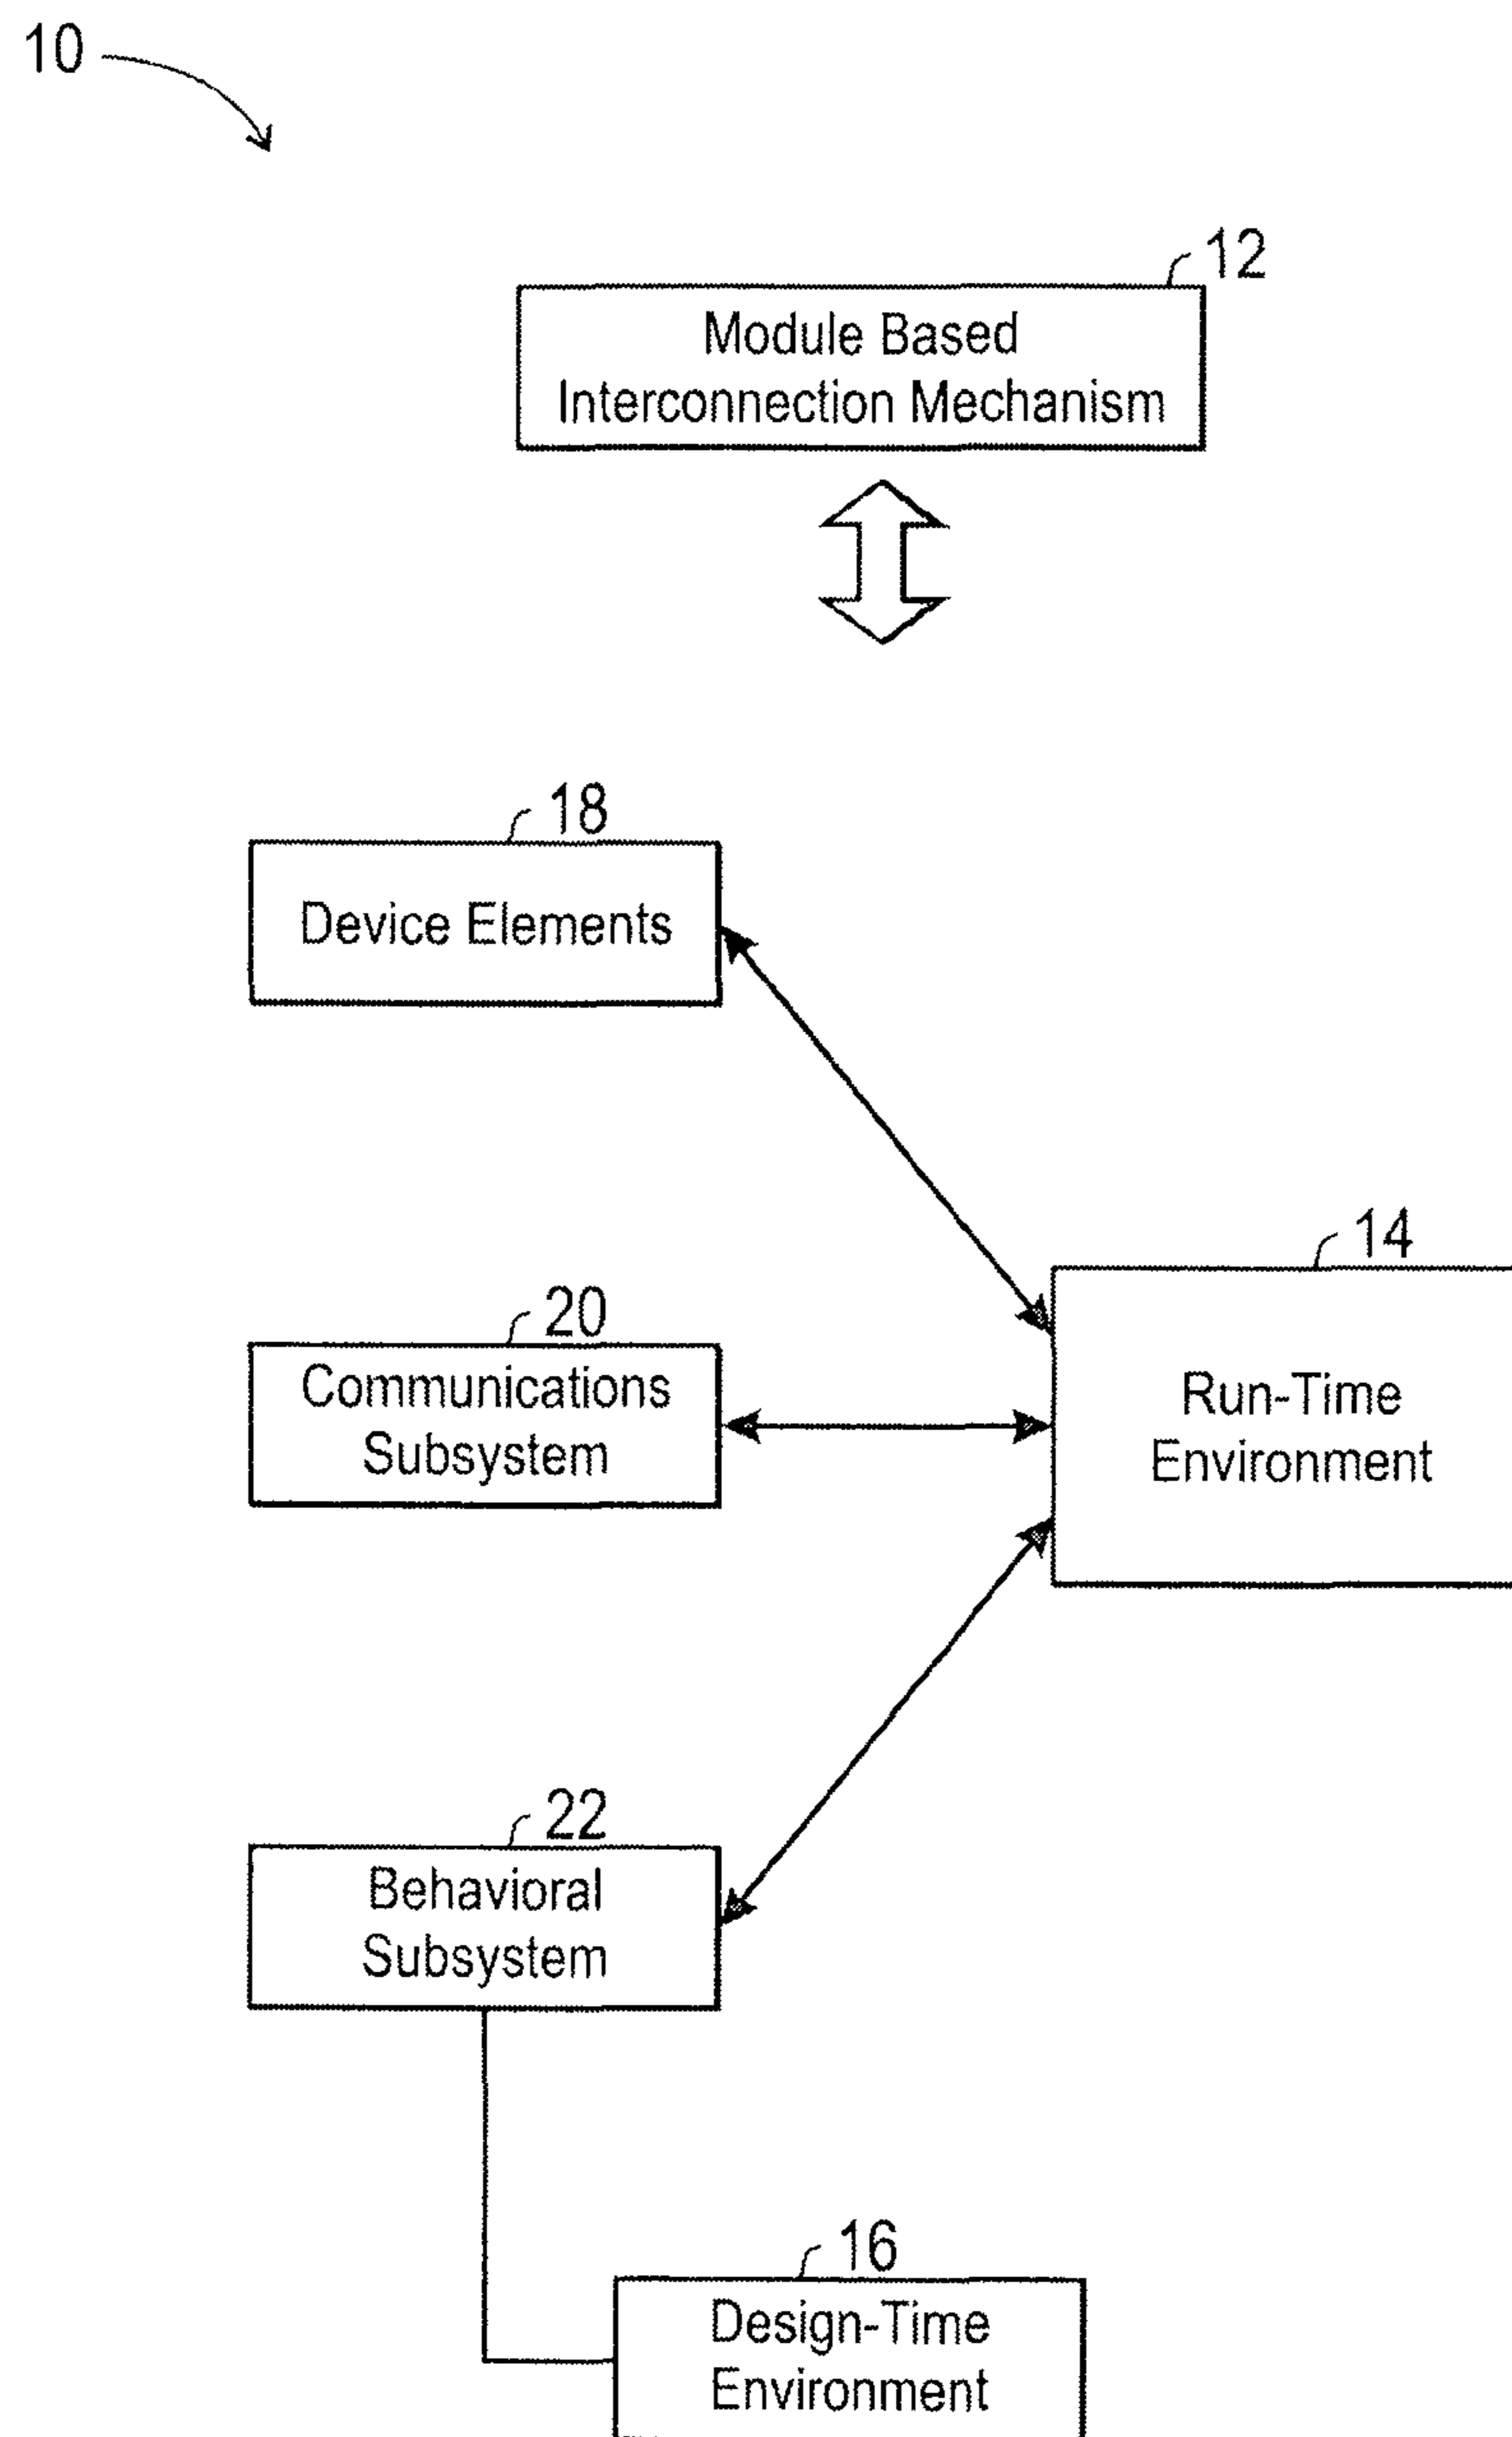 10
12
Module Based
Interconnection Mechanism
18
Device Elements
14
Run-Time
Environment
20
Communications
Subsystem
22
Behavioral
Subsystem
16
Design-Time
Environment